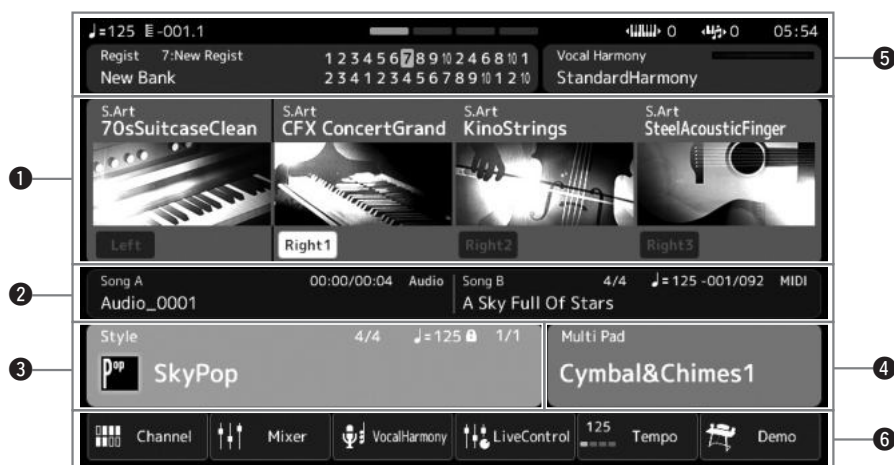 ♩=125 -001.1 0 0 05:54
Regist 7:New Regist 1 2 3 4 5 6 7 8 9 10 2 4 6 8 10 1
New Bank 2 3 4 1 2 3 4 5 6 7 8 9 10 1 2 10
Vocal Harmony
StandardHarmony
5
S.Art S.Art S.Art S.Art
70sSuitcaseClean CFX ConcertGrand KinoStrings SteelAcousticFinger
1
Left Right1 Right2 Right3
Song A 00:00/00:04 Audio Song B 4/4 ♩=125 -001/092 MIDI
2
Audio_0001 A Sky Full Of Stars
Style 4/4 ♩=125 1/1 Multi Pad
3
Pop SkyPop Cymbal&Chimes1
4
Channel Mixer VocalHarmony LiveControl 125 Tempo Demo
6